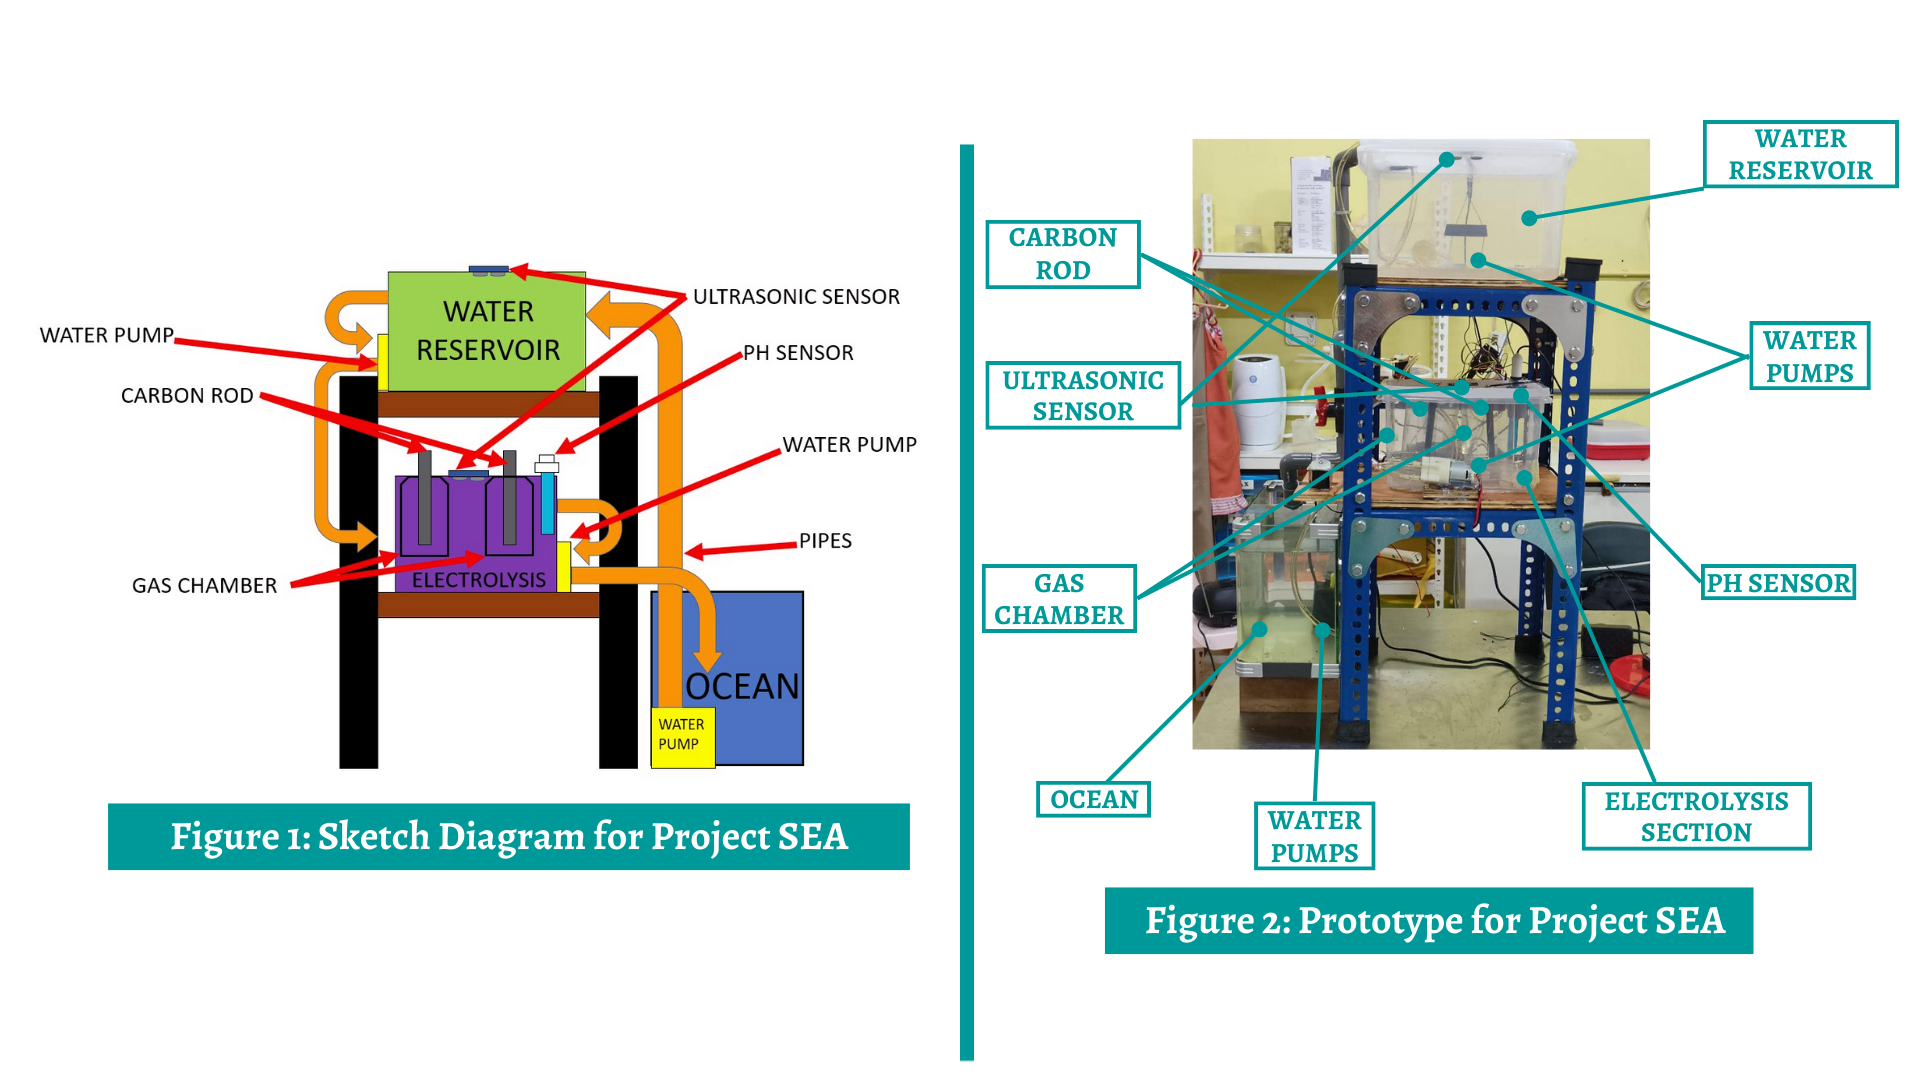 WATER
RESERVOIR
ULTRASONIC SENSOR
WATER PUMP
PH SENSOR
CARBON ROD
WATER PUMP
PIPES
GAS CHAMBER
ELECTROLYSIS
OCEAN
WATER
PUMP
Figure 1: Sketch Diagram for Project SEA
WATER
RESERVOIR
CARBON
ROD
WATER
PUMPS
ULTRASONIC
SENSOR
GAS
CHAMBER
PH SENSOR
OCEAN
WATER
PUMPS
ELECTROLYSIS
SECTION
Figure 2: Prototype for Project SEA